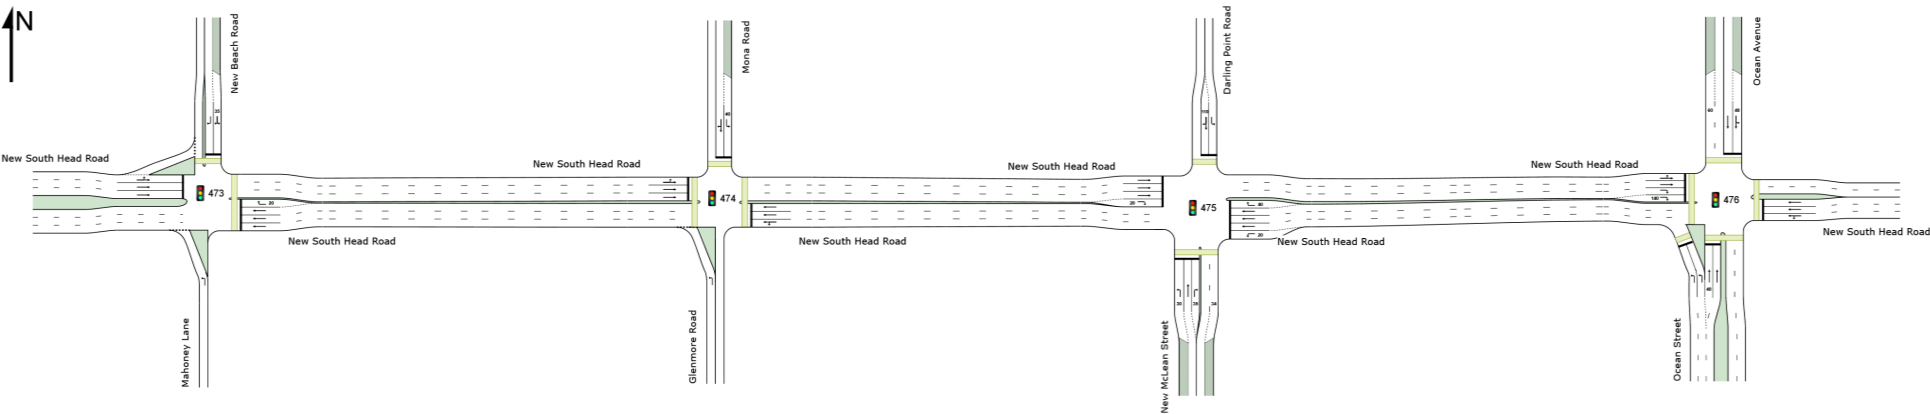 N
New Beach Road
Mona Road
Darling Point Road
Ocean Avenue
New South Head Road
New South Head Road
New South Head Road
New South Head Road
473
474
475
476
New South Head Road
New South Head Road
New South Head Road
New South Head Road
Mahoney Lane
Glenmore Road
New McLean Street
Ocean Street